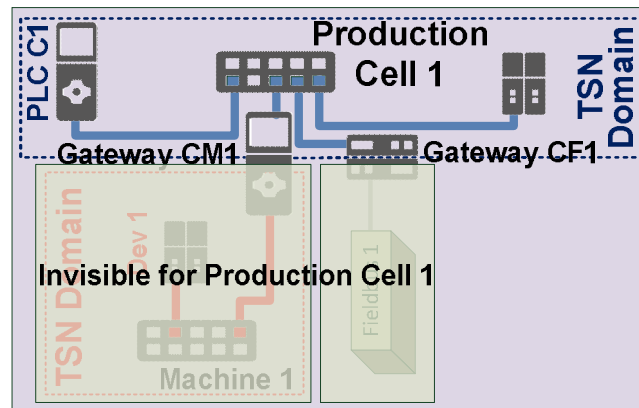 PLC C1
Production
Cell 1
TSN
Domain
Gateway CM1
Gateway CF1
TSN Domain
Dev 1
Invisible for Production Cell 1
Fieldbus 1
Machine 1